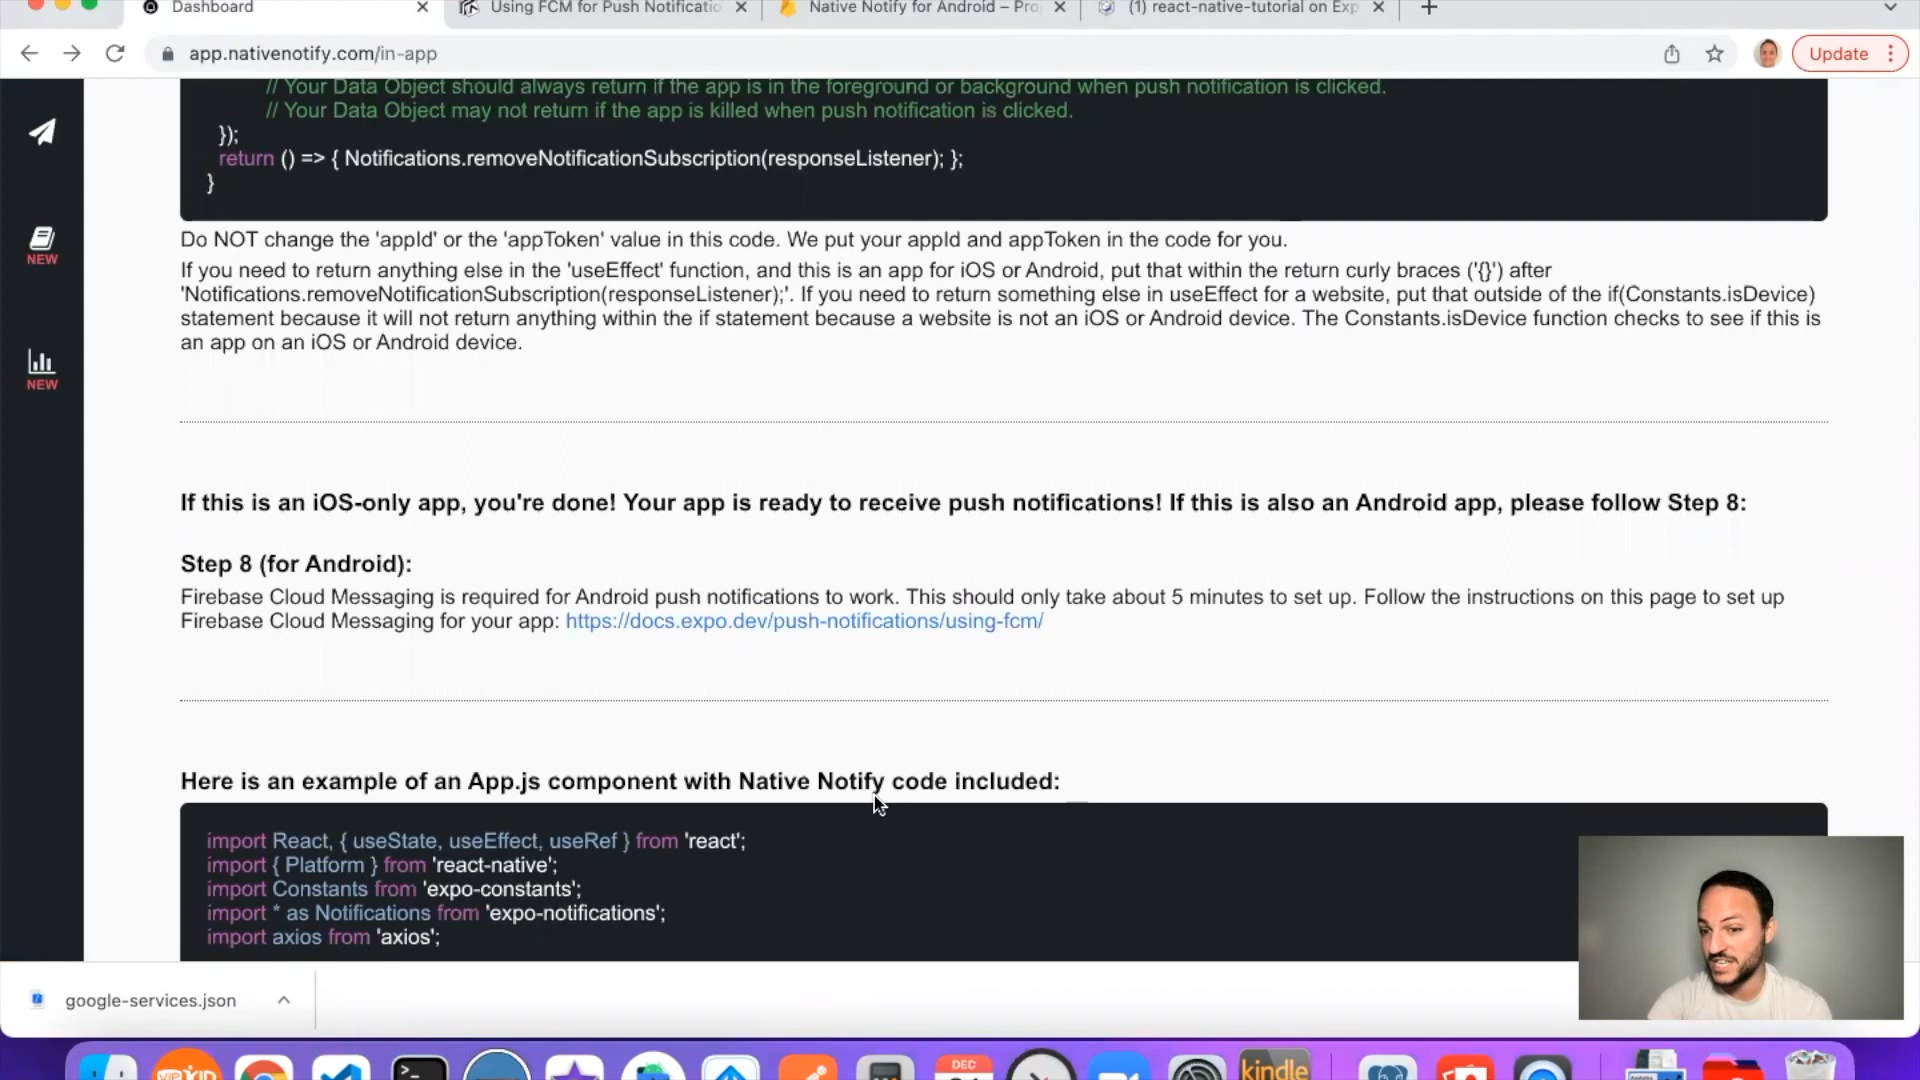 Dashboard
Using FCM for Push Notificatio
Native Notify for Android – Pro
(1) react-native-tutorial on Exp
app.nativenotify.com/in-app
Update
// Your Data Object should always return if the app is in the foreground or background when push notification is clicked.
// Your Data Object may not return if the app is killed when push notification is clicked.
});
return () => { Notifications.removeNotificationSubscription(responseListener); };
}
NEW
NEW
Do NOT change the 'appId' or the 'appToken' value in this code. We put your appId and appToken in the code for you.
If you need to return anything else in the 'useEffect' function, and this is an app for iOS or Android, put that within the return curly braces ('{}') after
'Notifications.removeNotificationSubscription(responseListener);'. If you need to return something else in useEffect for a website, put that outside of the if(Constants.isDevice)
statement because it will not return anything within the if statement because a website is not an iOS or Android device. The Constants.isDevice function checks to see if this is
an app on an iOS or Android device.
If this is an iOS-only app, you're done! Your app is ready to receive push notifications! If this is also an Android app, please follow Step 8:
Step 8 (for Android):
Firebase Cloud Messaging is required for Android push notifications to work. This should only take about 5 minutes to set up. Follow the instructions on this page to set up
Firebase Cloud Messaging for your app: https://docs.expo.dev/push-notifications/using-fcm/
Here is an example of an App.js component with Native Notify code included:
import React, { useState, useEffect, useRef } from 'react';
import { Platform } from 'react-native';
import Constants from 'expo-constants';
import * as Notifications from 'expo-notifications';
import axios from 'axios';
google-services.json
VIPKID
DEC
kindle